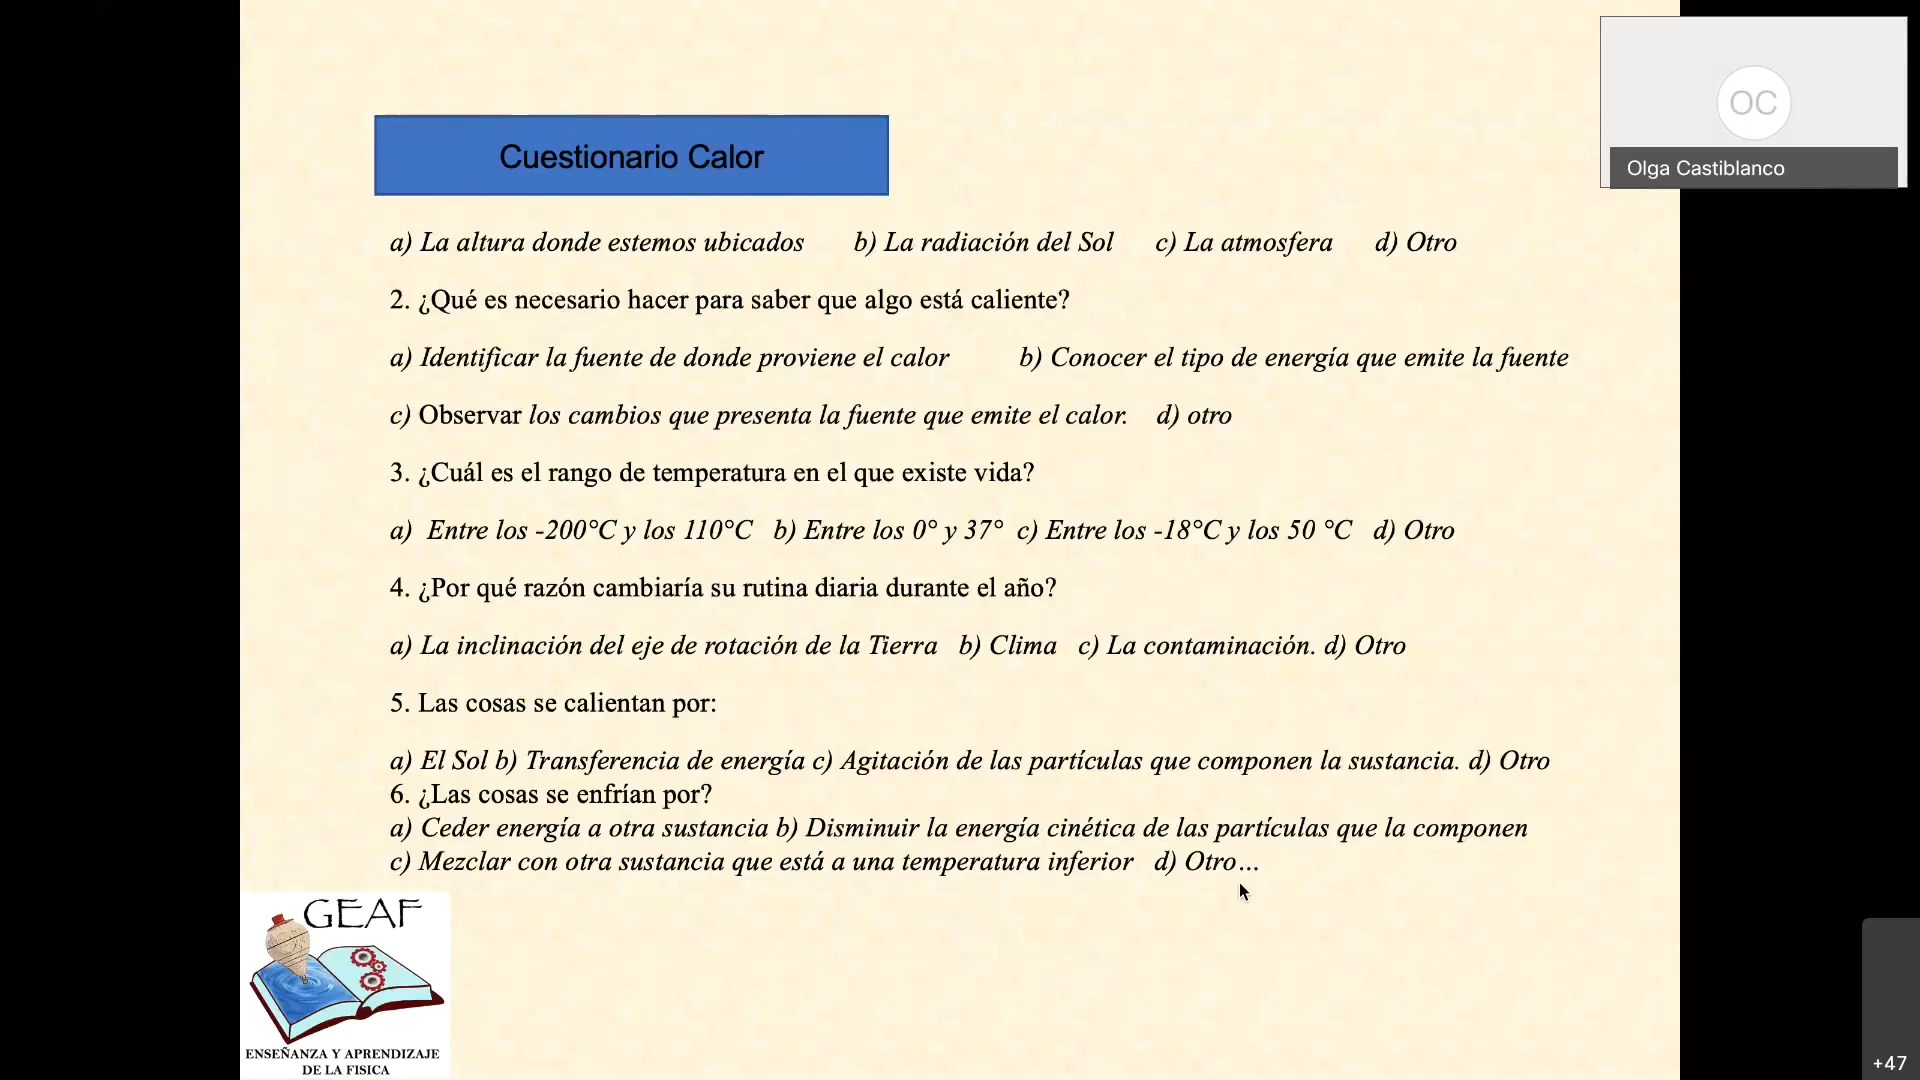 Cuestionario Calor
OC
Olga Castiblanco
a) La altura donde estemos ubicados b) La radiación del Sol c) La atmosfera d) Otro
2. ¿Qué es necesario hacer para saber que algo está caliente?
a) Identificar la fuente de donde proviene el calor b) Conocer el tipo de energía que emite la fuente
c) Observar los cambios que presenta la fuente que emite el calor. d) otro
3. ¿Cuál es el rango de temperatura en el que existe vida?
a) Entre los -200°C y los 110°C b) Entre los 0° y 37° c) Entre los -18°C y los 50 °C d) Otro
4. ¿Por qué razón cambiaría su rutina diaria durante el año?
a) La inclinación del eje de rotación de la Tierra b) Clima c) La contaminación. d) Otro
5. Las cosas se calientan por:
a) El Sol b) Transferencia de energía c) Agitación de las partículas que componen la sustancia. d) Otro
6. ¿Las cosas se enfrían por?
a) Ceder energía a otra sustancia b) Disminuir la energía cinética de las partículas que la componen
c) Mezclar con otra sustancia que está a una temperatura inferior d) Otro…
GEAF
ENSEÑANZA Y APRENDIZAJE
DE LA FISICA
+47